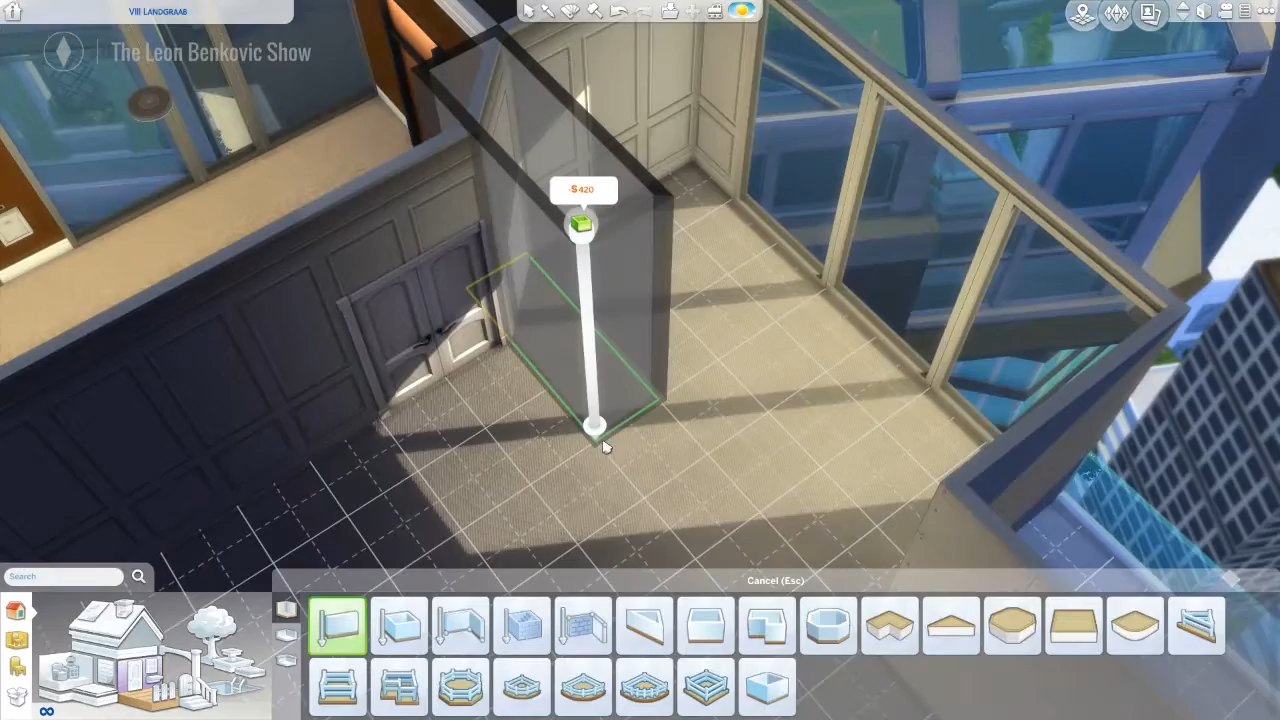 VIII LANDGRAAB
The Leon Benkovic Show
-$420
Cancel (Esc)
Search